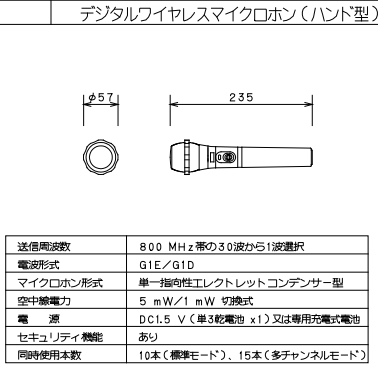 デジタルワイヤレスマイクロホン(ハンド型)
φ57
235
送信周波数 800 MHz帯の30波から1波選択
電波形式 G1E/G1D
マイクロホン形式 単一指向性エレクトレットコンデンサー型
空中線電力 5 mW/1 mW 切換式
電 源 DC1.5 V(単3乾電池 x1)又は専用充電式電池
セキュリティ機能 あり
同時使用本数 10本(標準モード)、15本(多チャンネルモード)